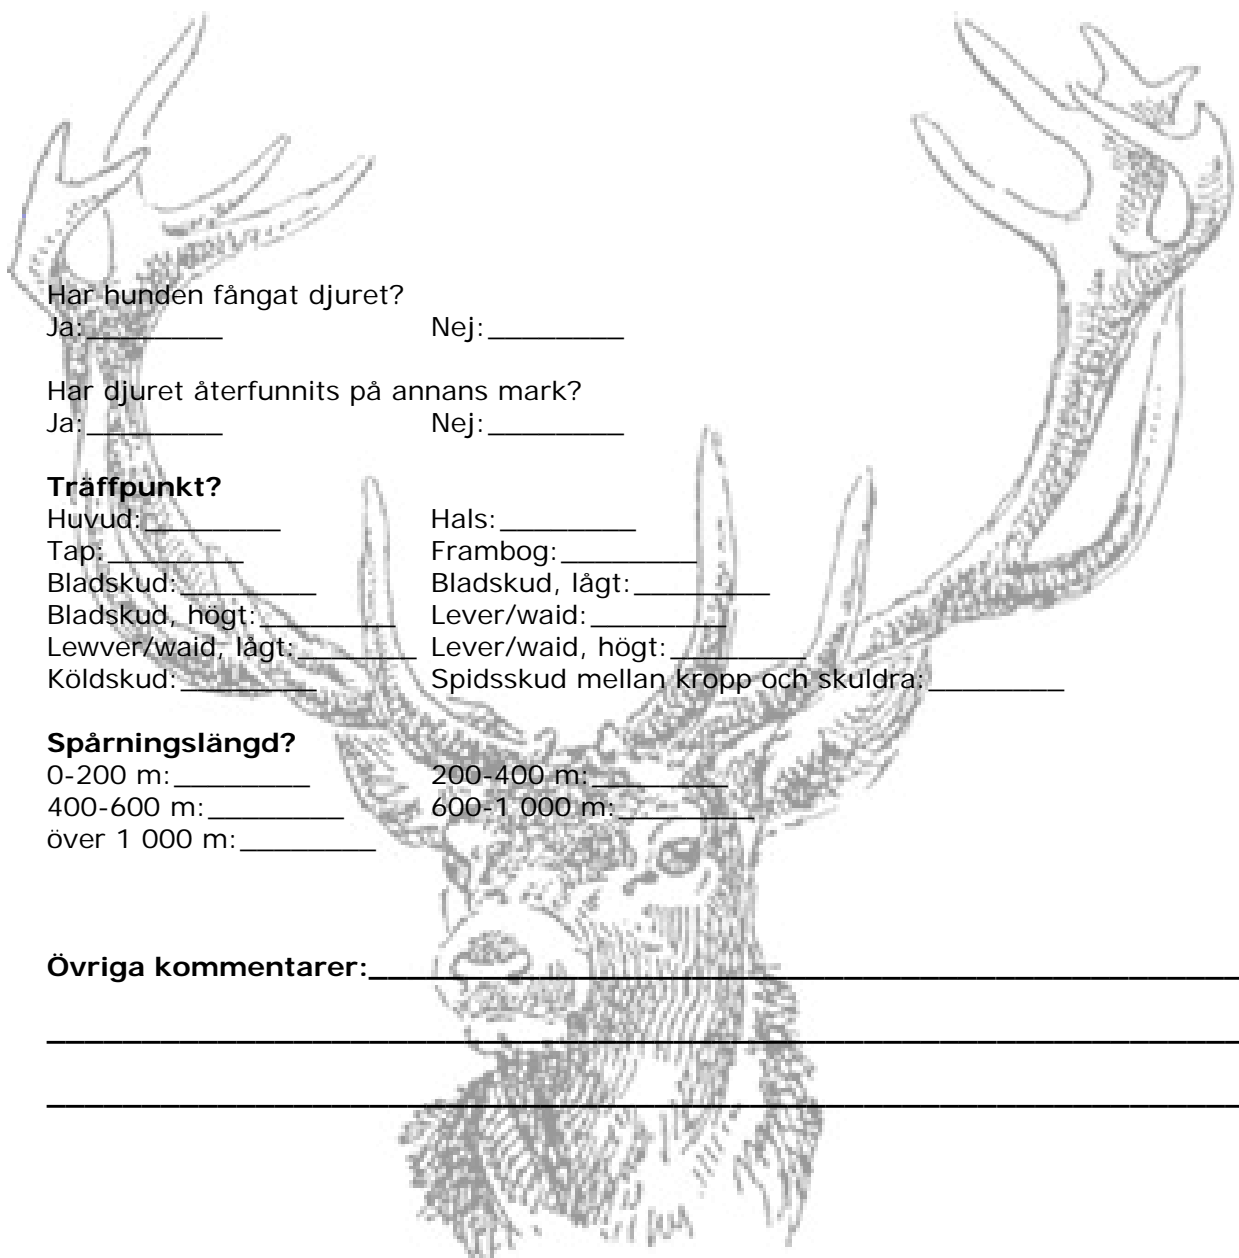 Har hunden fångat djuret?
Ja:________ Nej:________
Har djuret återfunnits på annans mark?
Ja:________ Nej:________
Träffpunkt?
Huvud:________ Hals:________
Tap:________ Frambog:________
Bladskud:________ Bladskud, lågt:________
Bladskud, högt:________ Lever/waid:________
Lewver/waid, lågt:_______ Lever/waid, högt:________
Köldskud:________ Spidsskud mellan kropp och skuldra:________
Spårningslängd?
0-200 m:________ 200-400 m:________
400-600 m:________ 600-1 000 m:________
över 1 000 m:________
Övriga kommentarer:______________________________________________